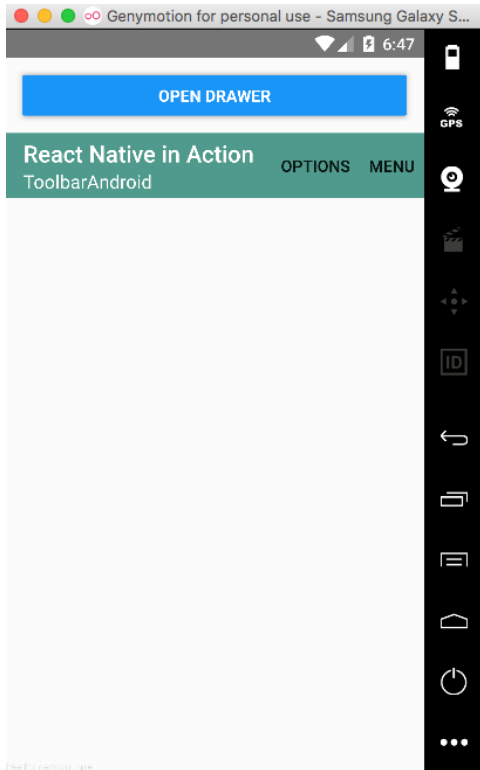 Genymotion for personal use - Samsung Galaxy S...
6:47
OPEN DRAWER
GPS
React Native in Action
OPTIONS MENU
ToolbarAndroid
ID